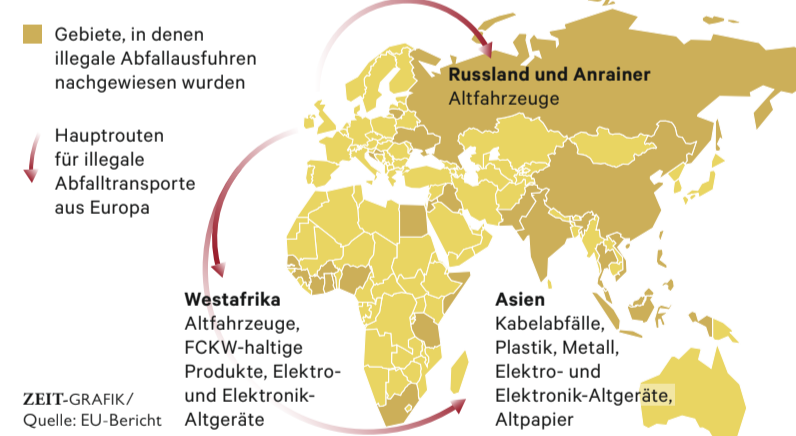 Gebiete, in denen
illegale Abfallausfuhren
nachgewiesen wurden
Hauptrouten
für illegale
Abfalltransporte
aus Europa
Russland und Anrainer
Altfahrzeuge
Westafrika
Altfahrzeuge,
FCKW-haltige
Produkte, Elektro-
und Elektronik-
Altgeräte
Asien
Kabelabfälle,
Plastik, Metall,
Elektro- und
Elektronik-Altgeräte,
Altpapier
ZEIT-GRAFIK/
Quelle: EU-Bericht